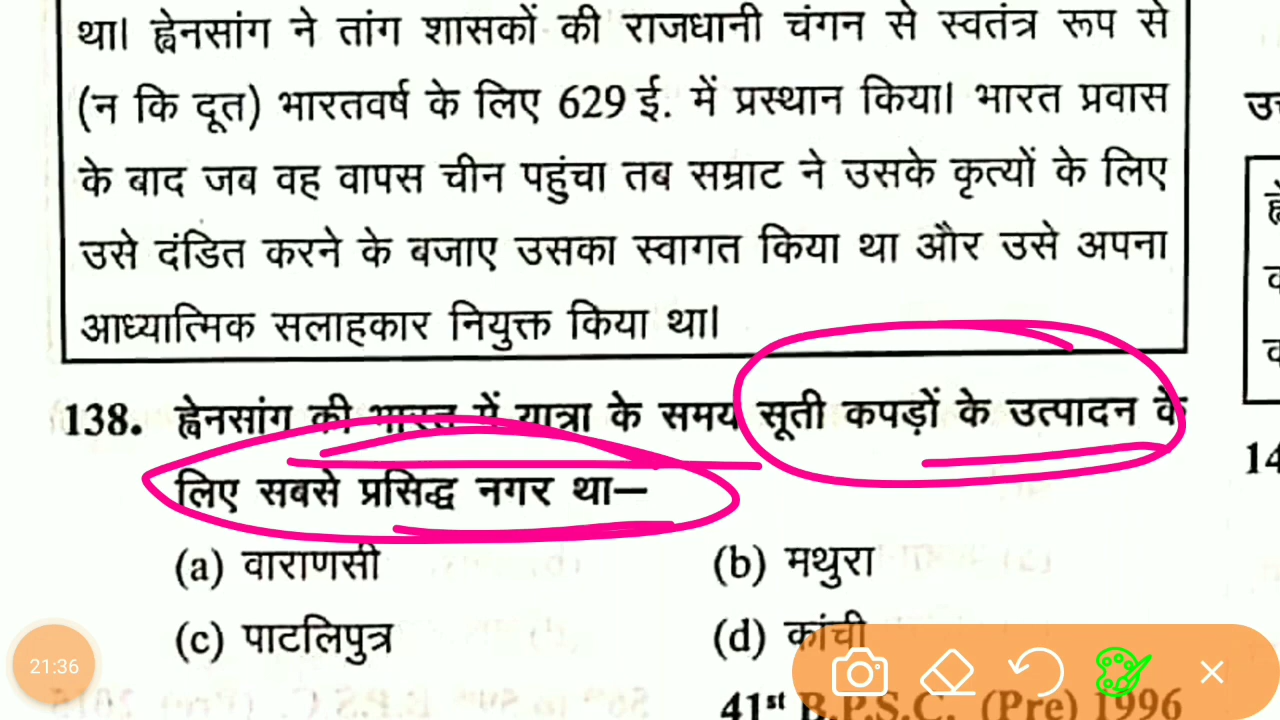 था। ह्वेनसांग ने तांग शासकों की राजधानी चंगन से स्वतंत्र रूप से
(न कि दूत) भारतवर्ष के लिए 629 ई. में प्रस्थान किया। भारत प्रवास
के बाद जब वह वापस चीन पहुंचा तब सम्राट ने उसके कृत्यों के लिए
उसे दंडित करने के बजाए उसका स्वागत किया था और उसे अपना
आध्यात्मिक सलाहकार नियुक्त किया था।
138. ह्वेनसांग की भारत में यात्रा के समय सूती कपड़ों के उत्पादन के
लिए सबसे प्रसिद्ध नगर था–
(a) वाराणसी (b) मथुरा
(c) पाटलिपुत्र (d) कांची
41st B.P.S.C. (Pre) 1996
21:36
14